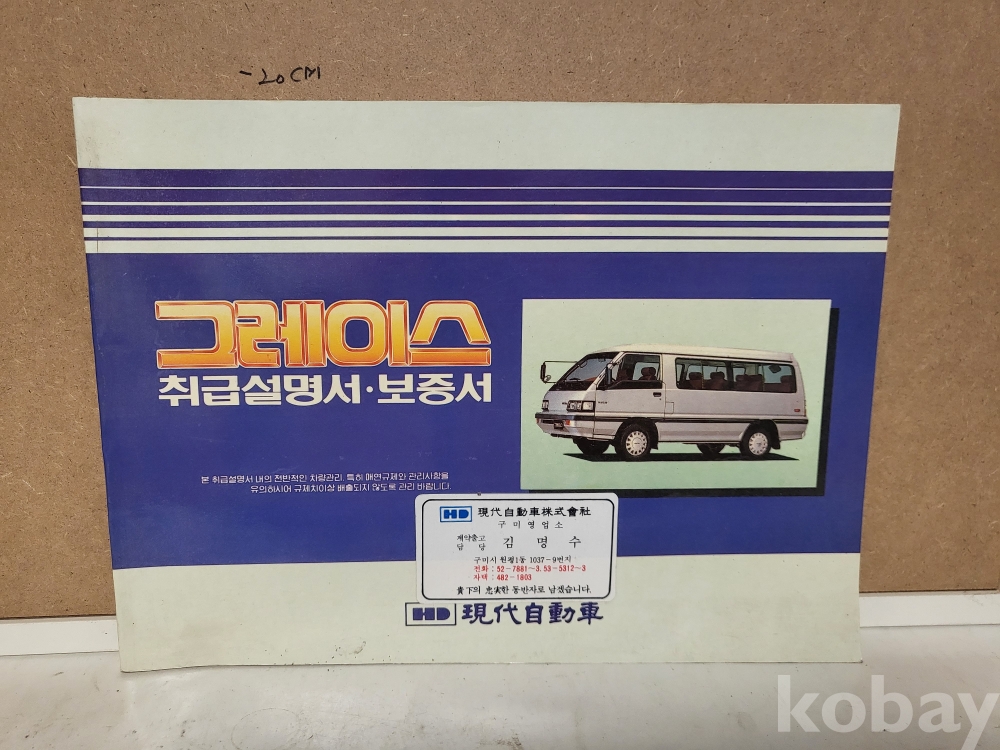 -20CM
그레이스
취급설명서·보증서
본 취급설명서 내의 전반적인 차량관리, 특히 매연규제와 관리사항을
유의하시어 규제치이상 배출되지 않도록 관리 바랍니다.
HD 現代自動車株式會社
구미영업소
계약출고
담당 김명수
구미시 원평1동 1037-9번지
전화: 52-7881~3. 53-5312~3
자택: 482-1803
貴下의 忠実한 동반자로 남겠습니다.
HD 現代自動車
kobay